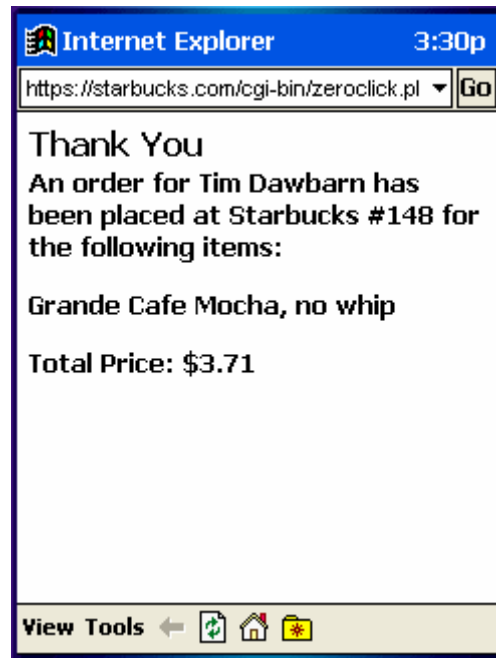 Internet Explorer 3:30p
https://starbucks.com/cgi-bin/zeroclick.pl Go
Thank You
An order for Tim Dawbarn has
been placed at Starbucks #148 for
the following items:
Grande Cafe Mocha, no whip
Total Price: $3.71
View Tools